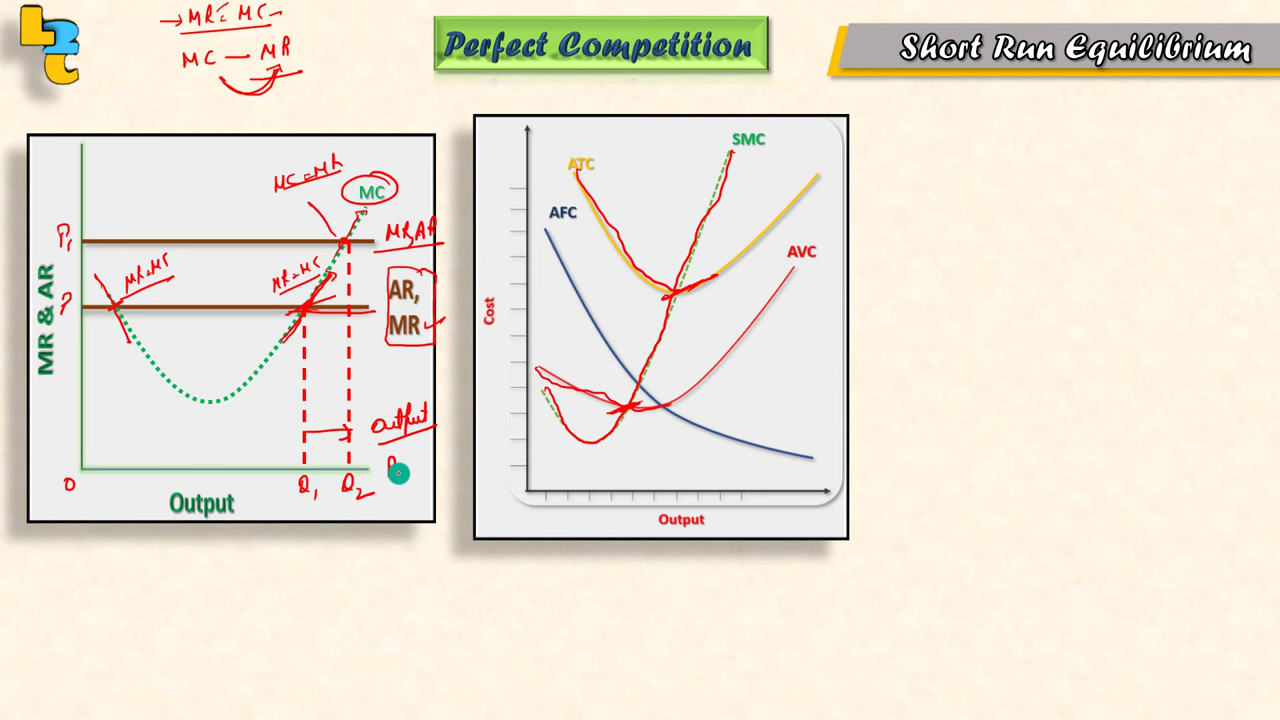 LBC
→ MR = MC
MC — MR
Perfect Competition
Short Run Equilibrium
MC = MR
MC
P₁
MR, AR
MR = MC
MR = MC
P
AR,
MR
MR & AR
Output
0
Q₁
Q₂
Output
SMC
ATC
AFC
AVC
Cost
Output